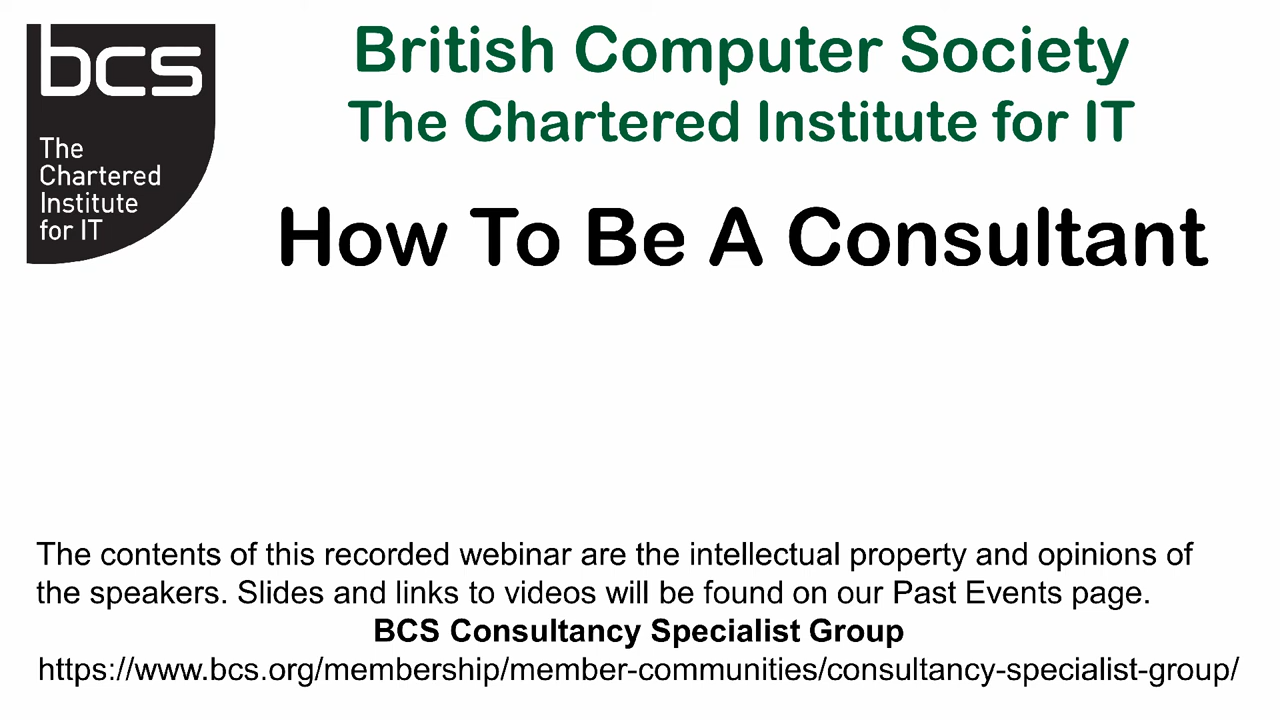 bcs
The
Chartered
Institute
for IT
British Computer Society
The Chartered Institute for IT
How To Be A Consultant
The contents of this recorded webinar are the intellectual property and opinions of
the speakers. Slides and links to videos will be found on our Past Events page.
BCS Consultancy Specialist Group
https://www.bcs.org/membership/member-communities/consultancy-specialist-group/